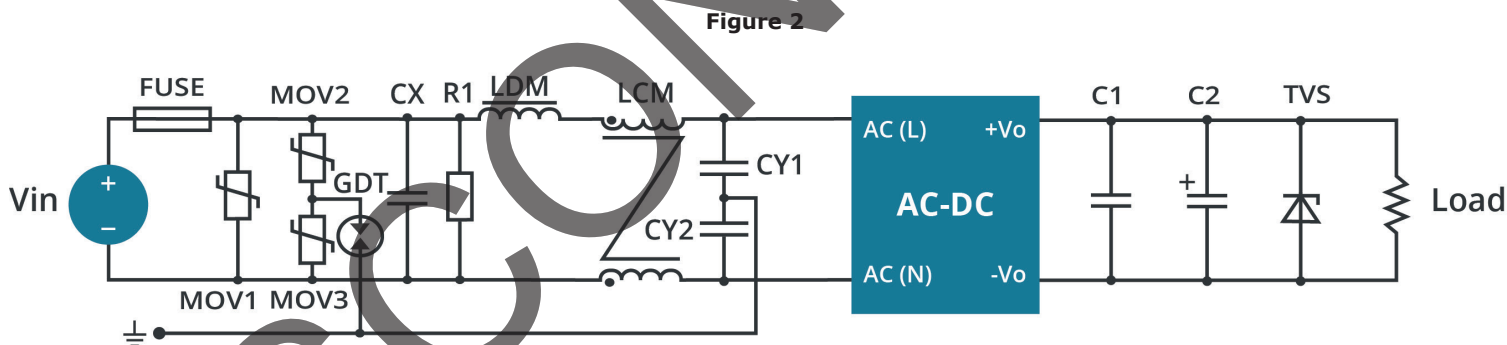 Figure 2
FUSE
MOV2
CX
R1
LDM
LCM
C1
C2
TVS
AC (L)
+Vo
CY1
GDT
+
Vin
+
−
AC-DC
Load
CY2
AC (N)
-Vo
MOV1
MOV3